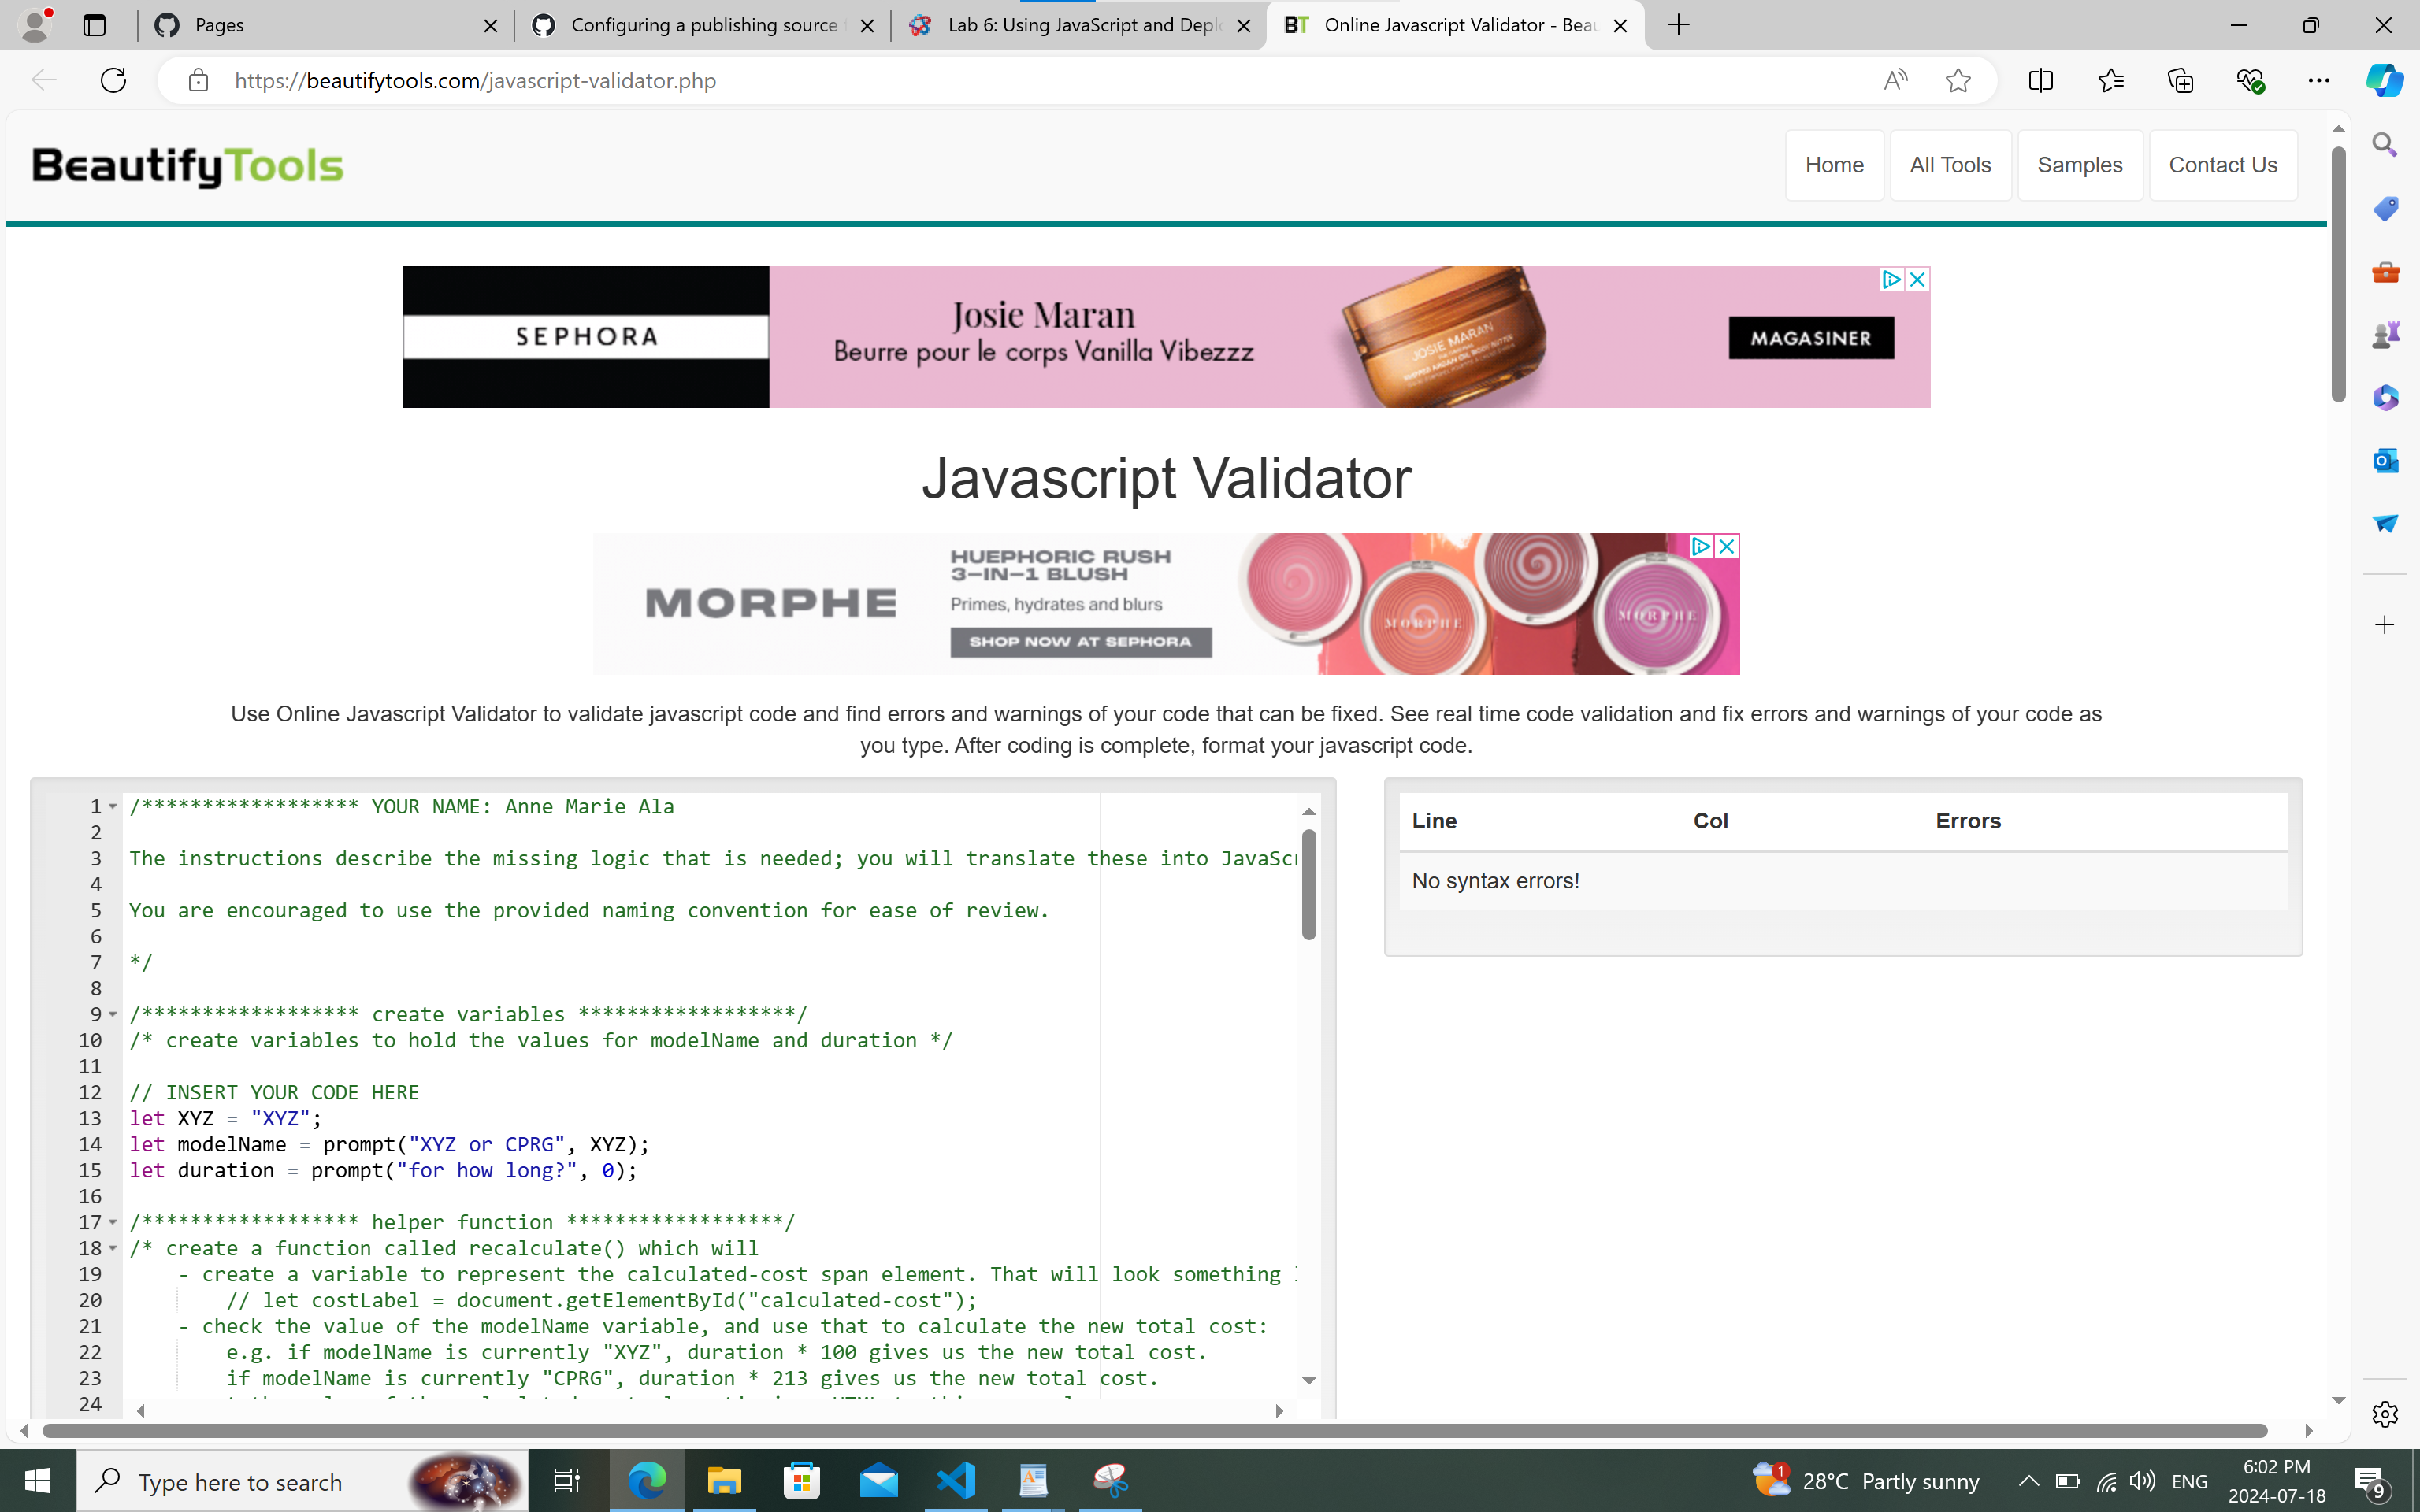 Pages
Configuring a publishing source
Lab 6: Using JavaScript and Deplo
Online Javascript Validator - Beau
https://beautifytools.com/javascript-validator.php
BeautifyTools
Home
All Tools
Samples
Contact Us
SEPHORA
Josie Maran
Beurre pour le corps Vanilla Vibezzz
JOSIE MARAN
MAGASINER
Javascript Validator
MORPHE
HUEPHORIC RUSH
3-IN-1 BLUSH
Primes, hydrates and blurs
SHOP NOW AT SEPHORA
MORPHE
MORPHE
Use Online Javascript Validator to validate javascript code and find errors and warnings of your code that can be fixed. See real time code validation and fix errors and warnings of your code as
you type. After coding is complete, format your javascript code.
1 /****************** YOUR NAME: Anne Marie Ala
2
3 The instructions describe the missing logic that is needed; you will translate these into JavaScr
4
5 You are encouraged to use the provided naming convention for ease of review.
6
7 */
8
9 /****************** create variables ******************/
10 /* create variables to hold the values for modelName and duration */
11
12 // INSERT YOUR CODE HERE
13 let XYZ = "XYZ";
14 let modelName = prompt("XYZ or CPRG", XYZ);
15 let duration = prompt("for how long?", 0);
16
17 /****************** helper function ******************/
18 /* create a function called recalculate() which will
19     - create a variable to represent the calculated-cost span element. That will look something
20         // let costLabel = document.getElementById("calculated-cost");
21     - check the value of the modelName variable, and use that to calculate the new total cost:
22         e.g. if modelName is currently "XYZ", duration * 100 gives us the new total cost.
23         if modelName is currently "CPRG", duration * 213 gives us the new total cost.
24
Line Col Errors
No syntax errors!
Type here to search
1
28°C Partly sunny
ENG
6:02 PM
2024-07-18
9